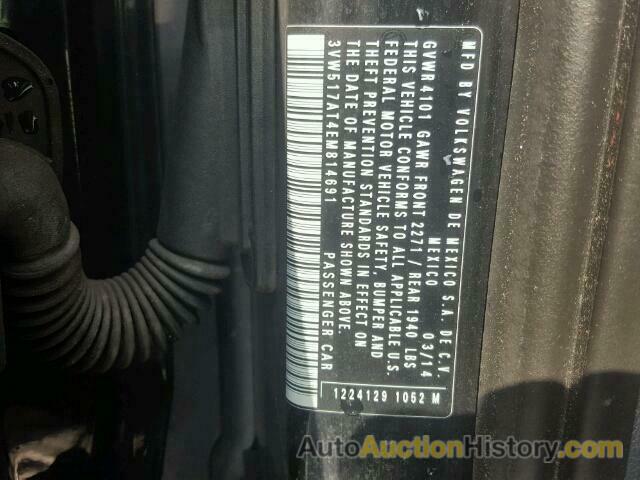 MFD BY VOLKSWAGEN DE MEXICO S.A. DE C.V.
MEXICO 03/14
GVWR 4101 GAWR FRONT 2271 / REAR 1940 LBS
THIS VEHICLE CONFORMS TO ALL APPLICABLE U.S.
FEDERAL MOTOR VEHICLE SAFETY, BUMPER AND
THEFT PREVENTION STANDARDS IN EFFECT ON
THE DATE OF MANUFACTURE SHOWN ABOVE.
3VW517AT4EM814691 PASSENGER CAR
1224129 1052 M
AutoAuctionHistory.com